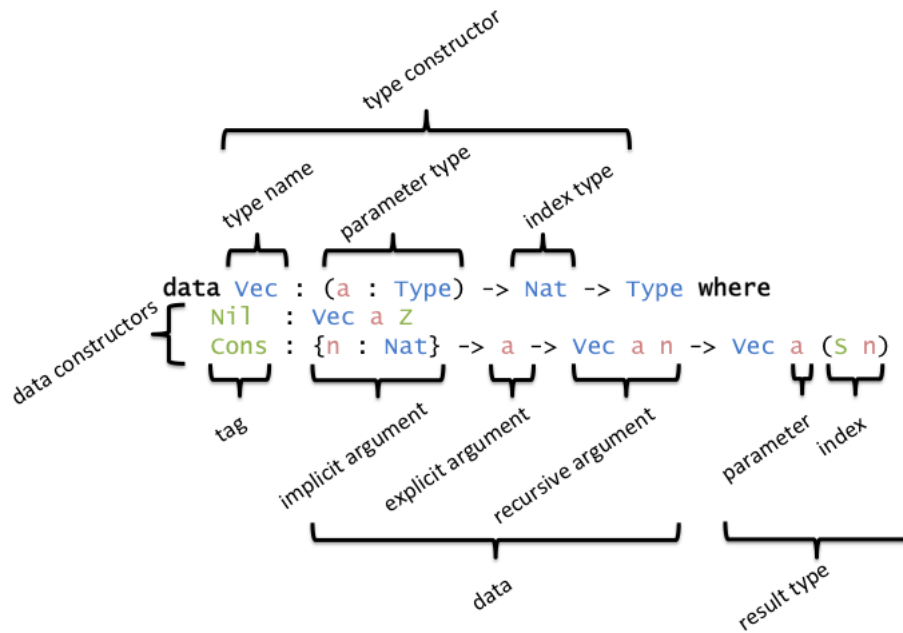 type constructor
type name
parameter type
index type
data Vec : (a : Type) -> Nat -> Type where
data constructors
Nil : Vec a Z
Cons : {n : Nat} -> a -> Vec a n -> Vec a (S n)
tag
implicit argument
explicit argument
recursive argument
parameter
index
data
result type